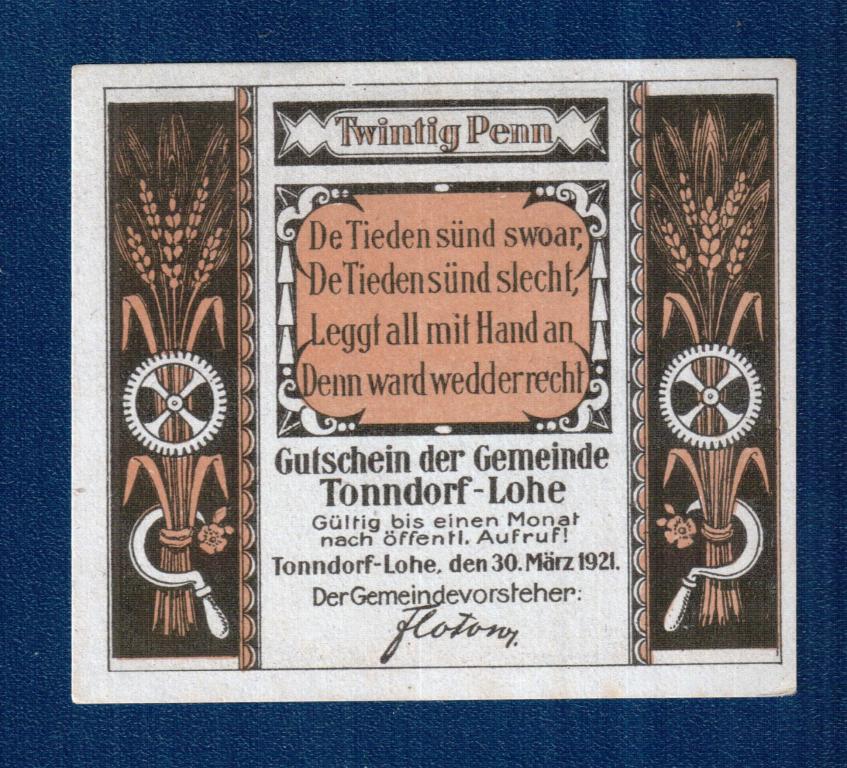 Twintig Penn
De Tieden sünd swoar,
De Tieden sünd slecht,
Leggt all mit Hand an
Denn ward wedder recht
Gutschein der Gemeinde
Tonndorf-Lohe
Gültig bis einen Monat
nach öffentl. Aufruf!
Tonndorf-Lohe, den 30. März 1921.
Der Gemeindevorsteher: